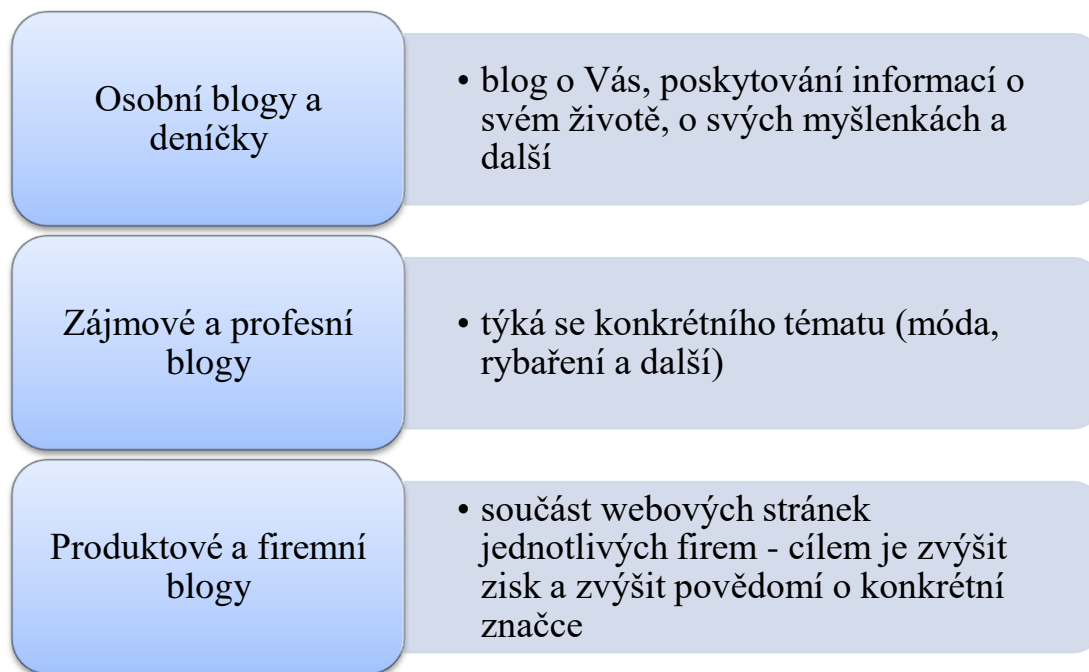 Osobní blogy a
deníčky
• blog o Vás, poskytování informací o
svém životě, o svých myšlenkách a
další
Zájmové a profesní
blogy
• týká se konkrétního tématu (móda,
rybaření a další)
Produktové a firemní
blogy
• součást webových stránek
jednotlivých firem - cílem je zvýšit
zisk a zvýšit povědomí o konkrétní
značce